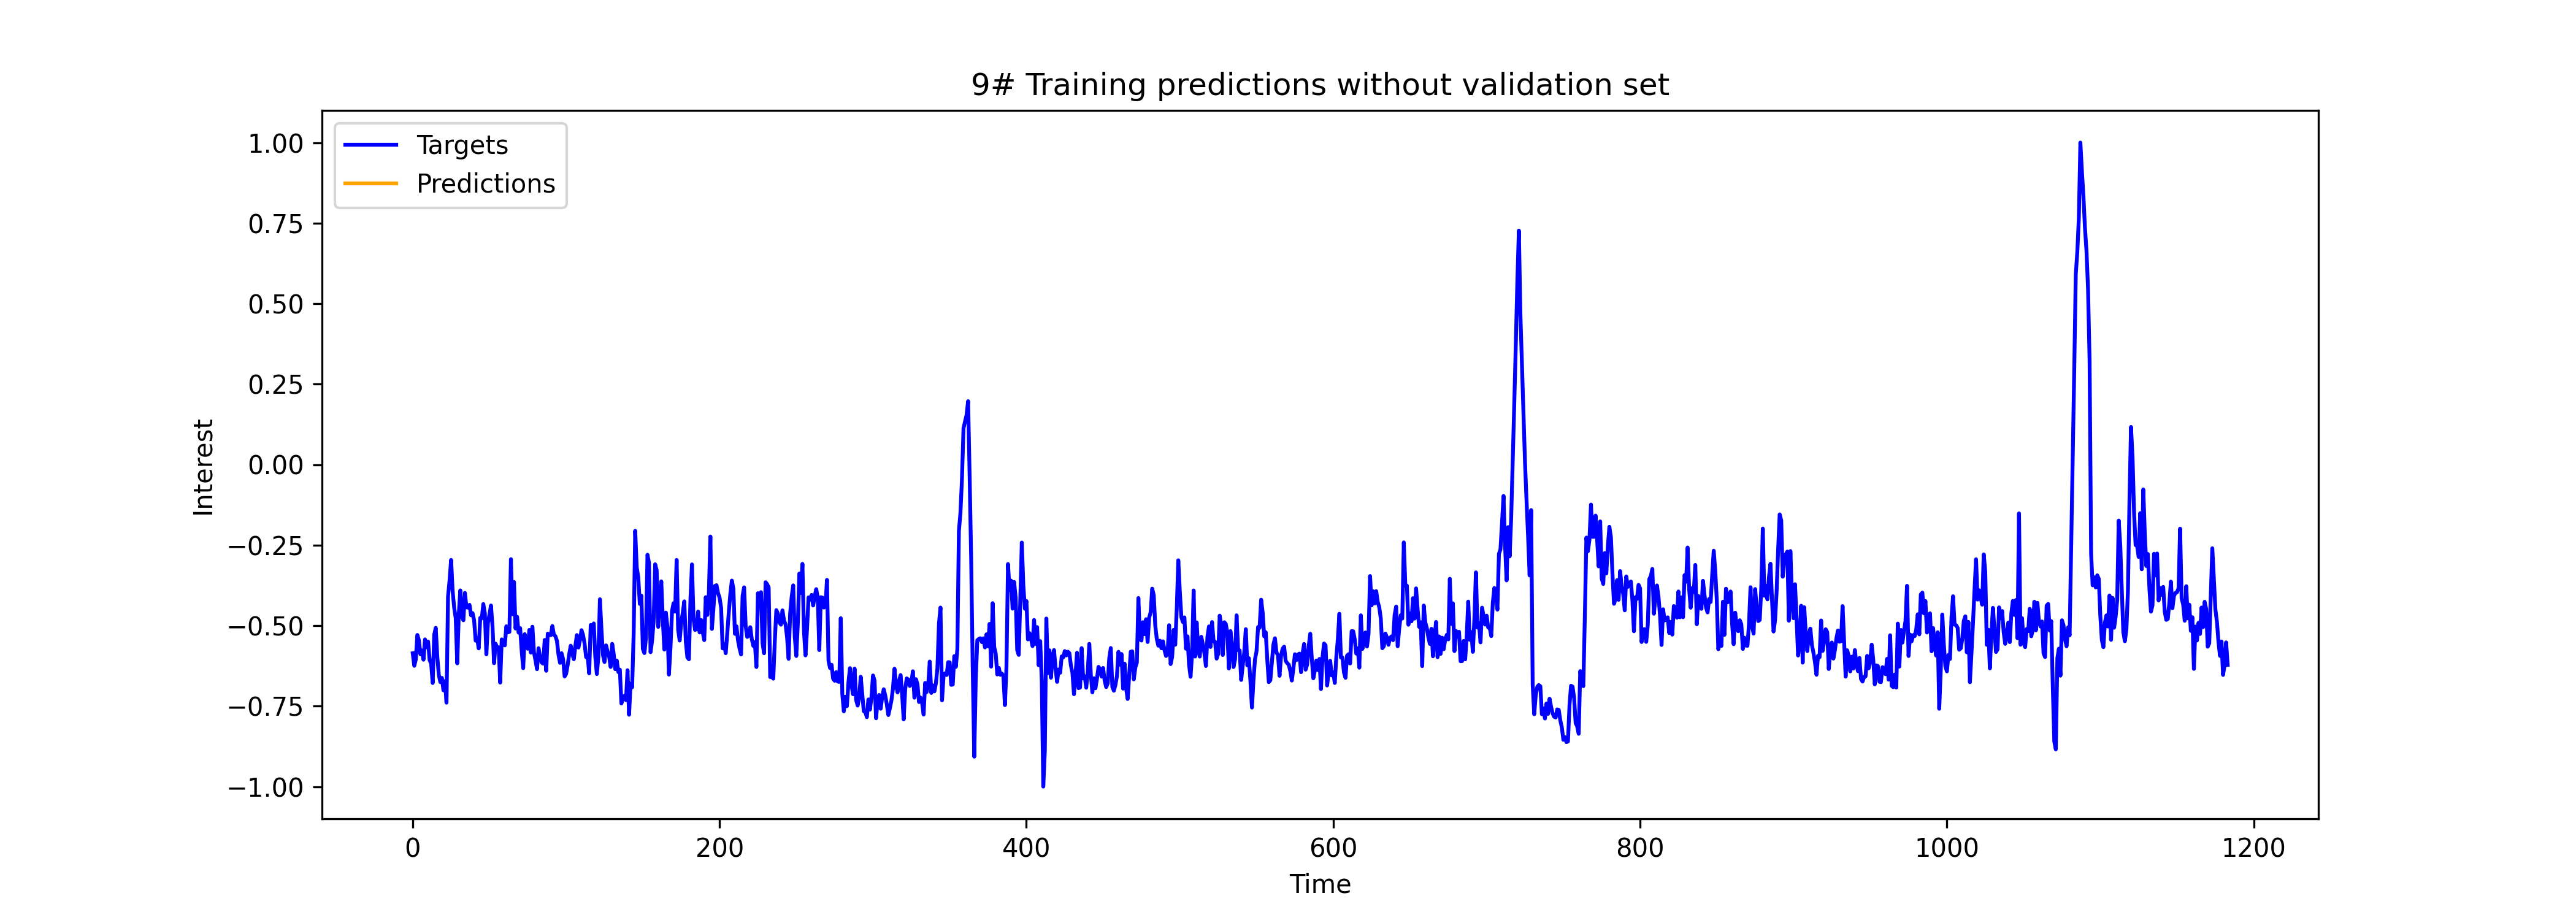 9# Training predictions without validation set
Targets
Predictions
1.00
0.75
0.50
0.25
0.00
−0.25
−0.50
−0.75
−1.00
Interest
0 200 400 600 800 1000 1200
Time